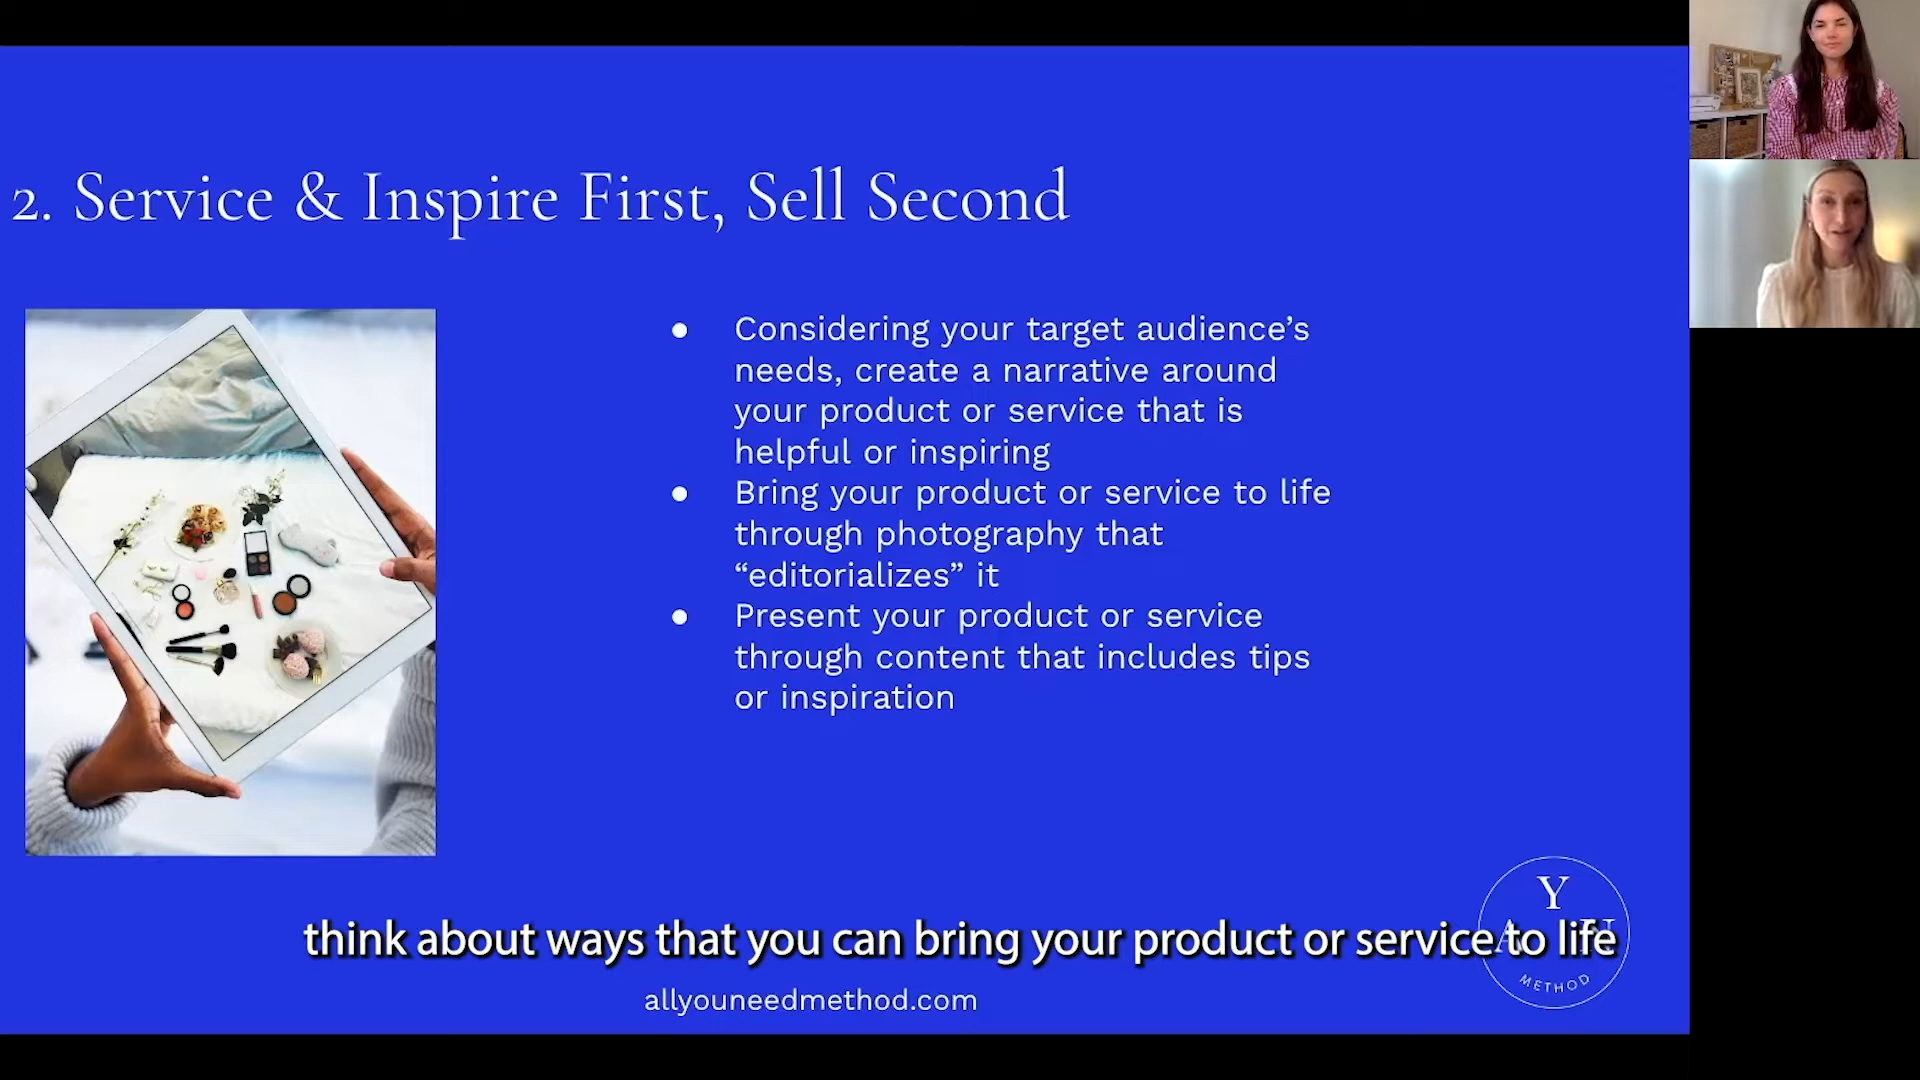 2. Service & Inspire First, Sell Second
● Considering your target audience’s
needs, create a narrative around
your product or service that is
helpful or inspiring
● Bring your product or service to life
through photography that
“editorializes” it
● Present your product or service
through content that includes tips
or inspiration
Y
think about ways that you can bring your product or service to life
METHOD
allyouneedmethod.com